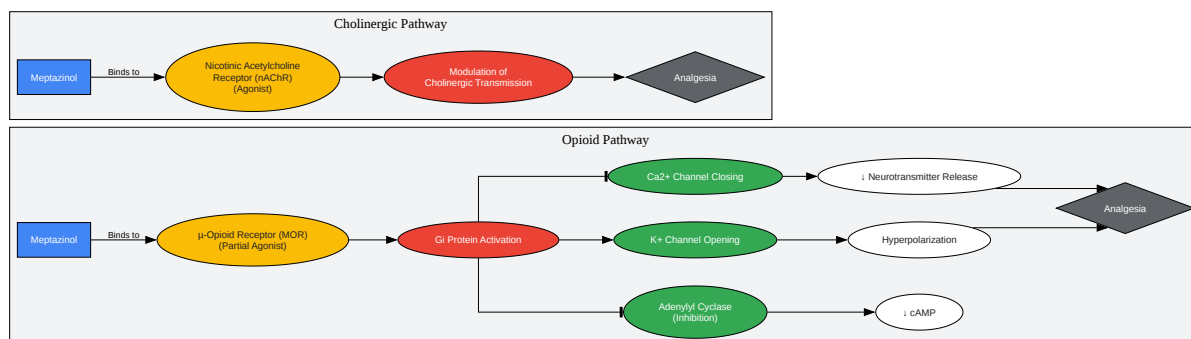 Cholinergic Pathway
Meptazinol
Binds to
Nicotinic Acetylcholine
Receptor (nAChR)
(Agonist)
Modulation of
Cholinergic Transmission
Analgesia
Opioid Pathway
Meptazinol
Binds to
μ-Opioid Receptor (MOR)
(Partial Agonist)
Gi Protein Activation
Ca2+ Channel Closing
↓ Neurotransmitter Release
K+ Channel Opening
Hyperpolarization
Analgesia
Adenylyl Cyclase
(Inhibition)
↓ cAMP